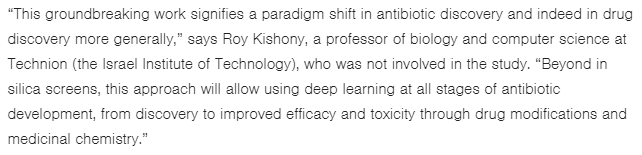 “This groundbreaking work signifies a paradigm shift in antibiotic discovery and indeed in drug
discovery more generally,” says Roy Kishony, a professor of biology and computer science at
Technion (the Israel Institute of Technology), who was not involved in the study. “Beyond in
silica screens, this approach will allow using deep learning at all stages of antibiotic
development, from discovery to improved efficacy and toxicity through drug modifications and
medicinal chemistry.”